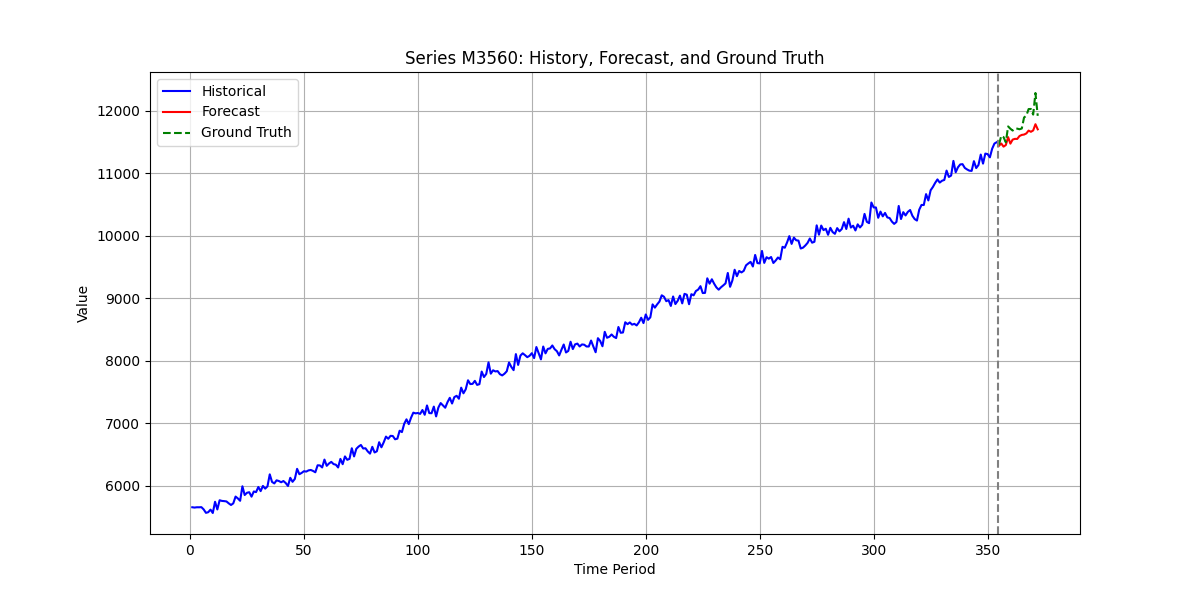 Series M3560: History, Forecast, and Ground Truth
Historical
Forecast
Ground Truth
12000
11000
10000
9000
8000
7000
6000
Value
0 50 100 150 200 250 300 350
Time Period